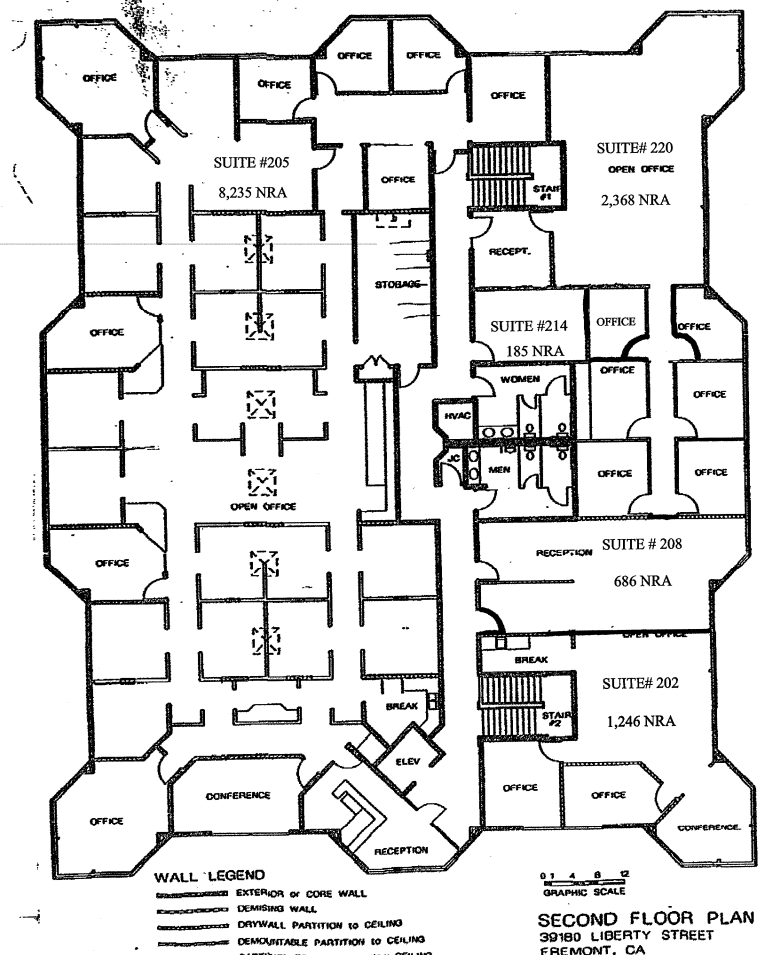 OFFICE
OFFICE
OFFICE
OFFICE
OFFICE
SUITE #205
8,235 NRA
OFFICE
STAIR
#1
SUITE# 220
OPEN OFFICE
2,368 NRA
RECEPT.
STORAGE
OFFICE
SUITE #214
185 NRA
OFFICE
OFFICE
WOMEN
OFFICE
OFFICE
HVAC
JC
MEN
OFFICE
OFFICE
OPEN OFFICE
OFFICE
RECEPTION
SUITE # 208
686 NRA
OPEN OFFICE
BREAK
SUITE# 202
1,246 NRA
BREAK
STAIR
#2
ELEV
OFFICE
CONFERENCE
OFFICE
OFFICE
RECEPTION
CONFERENCE.
WALL LEGEND
EXTERIOR or CORE WALL
DEMISING WALL
DRYWALL PARTITION to CEILING
DEMOUNTABLE PARTITION to CEILING
0 1 4 8 12
GRAPHIC SCALE
SECOND FLOOR PLAN
39180 LIBERTY STREET
FREMONT, CA